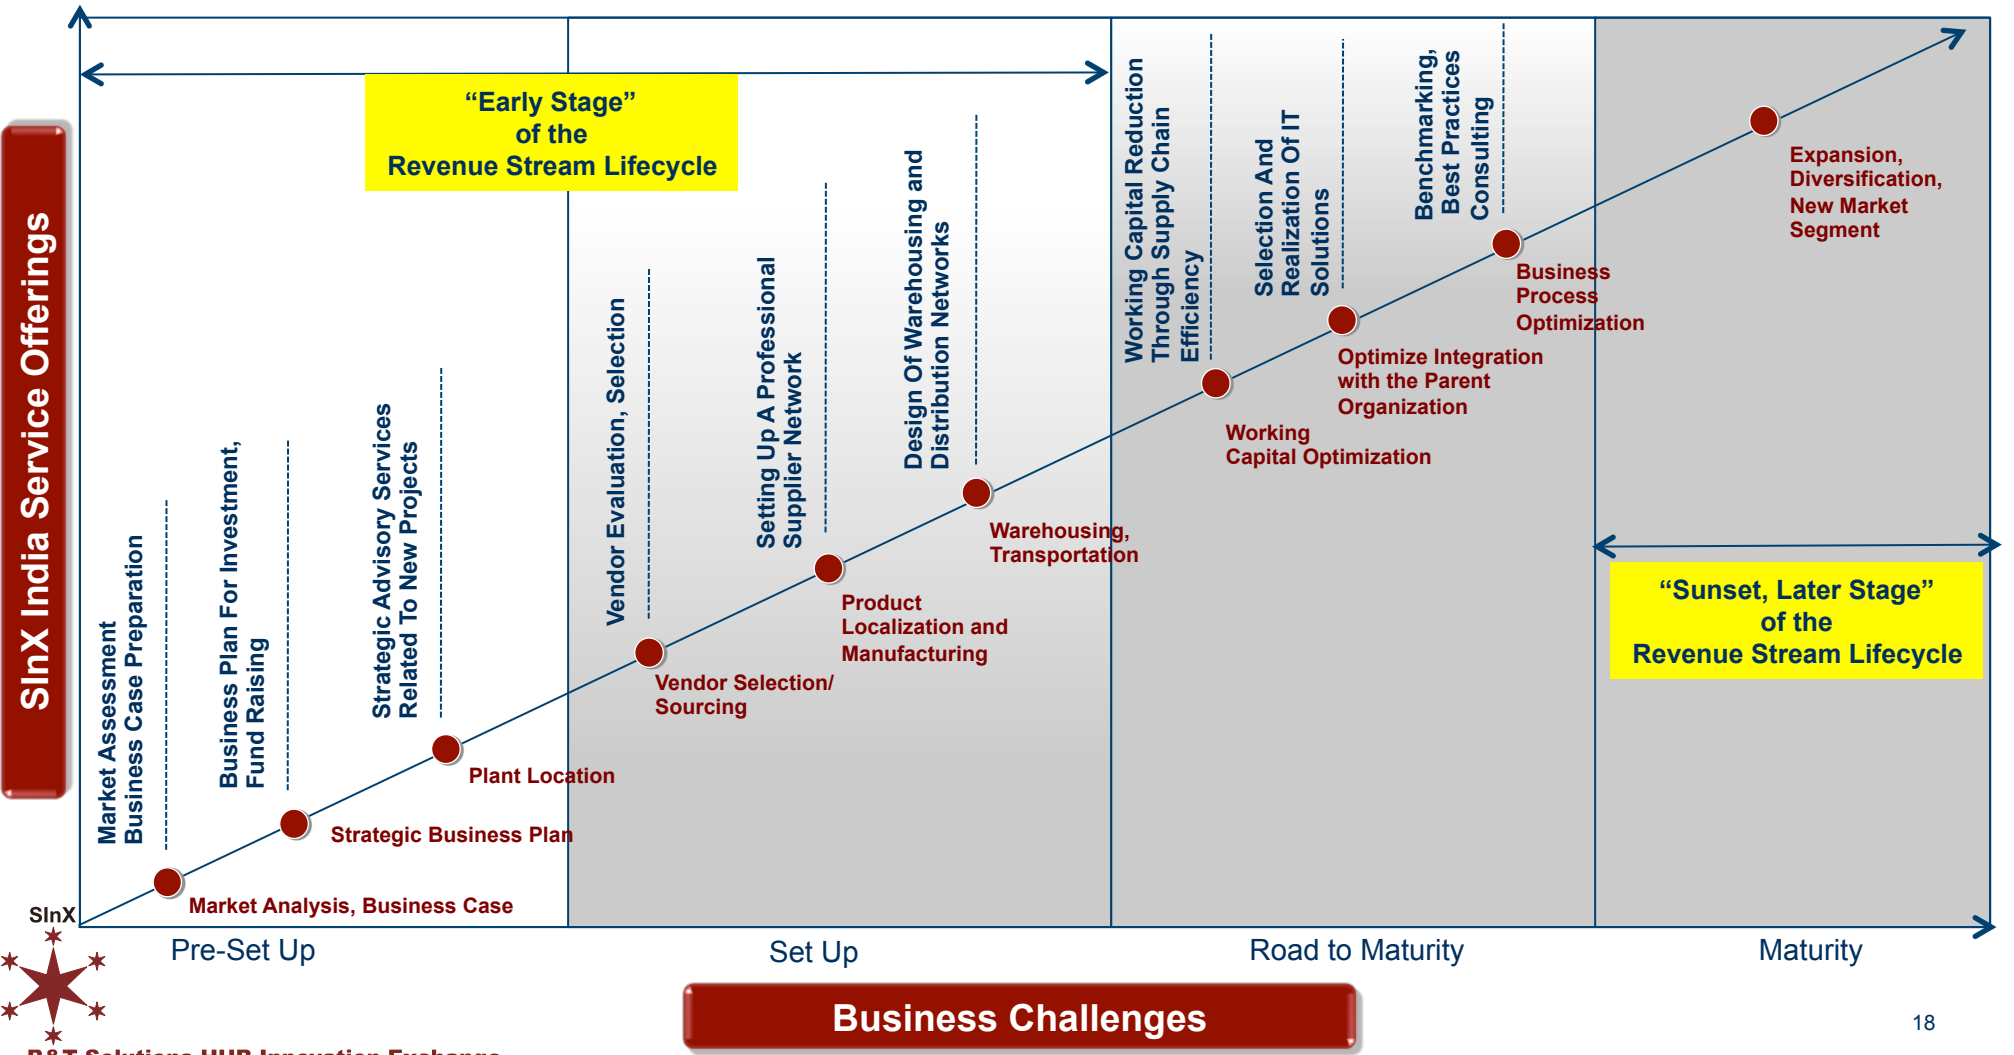 “Early Stage”
of the
Revenue Stream Lifecycle
SInX India Service Offerings
Market Assessment
Business Case Preparation
Business Plan For Investment,
Fund Raising
Strategic Advisory Services
Related To New Projects
Vendor Evaluation, Selection
Setting Up A Professional
Supplier Network
Design Of Warehousing and
Distribution Networks
Working Capital Reduction
Through Supply Chain
Efficiency
Selection And
Realization Of IT
Solutions
Benchmarking,
Best Practices
Consulting
Expansion,
Diversification,
New Market
Segment
Business
Process
Optimization
Optimize Integration
with the Parent
Organization
Working
Capital Optimization
Warehousing,
Transportation
Product
Localization and
Manufacturing
Vendor Selection/
Sourcing
Plant Location
Strategic Business Plan
Market Analysis, Business Case
“Sunset, Later Stage”
of the
Revenue Stream Lifecycle
SInX
Pre-Set Up
Set Up
Road to Maturity
Maturity
Business Challenges
18
R&T Solutions HUB Innovation Exchange